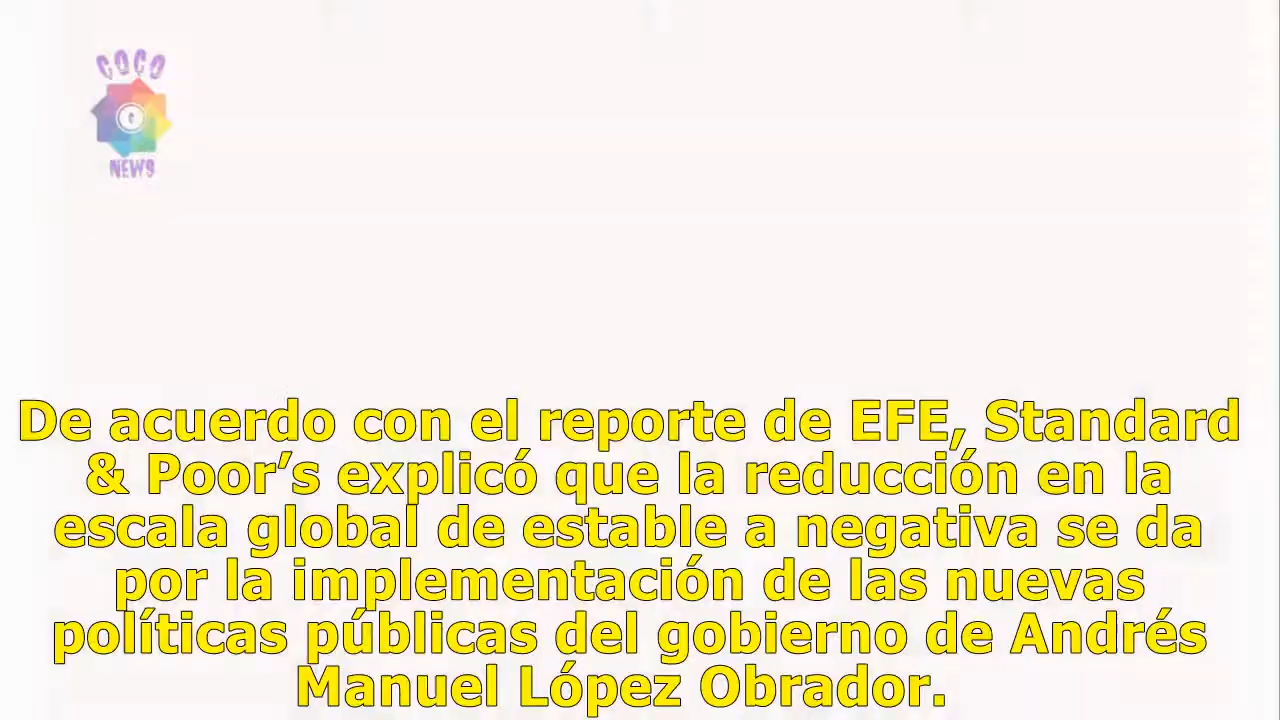 COCO
NEWS
De acuerdo con el reporte de EFE, Standard
& Poor’s explicó que la reducción en la
escala global de estable a negativa se da
por la implementación de las nuevas
políticas públicas del gobierno de Andrés
Manuel López Obrador.